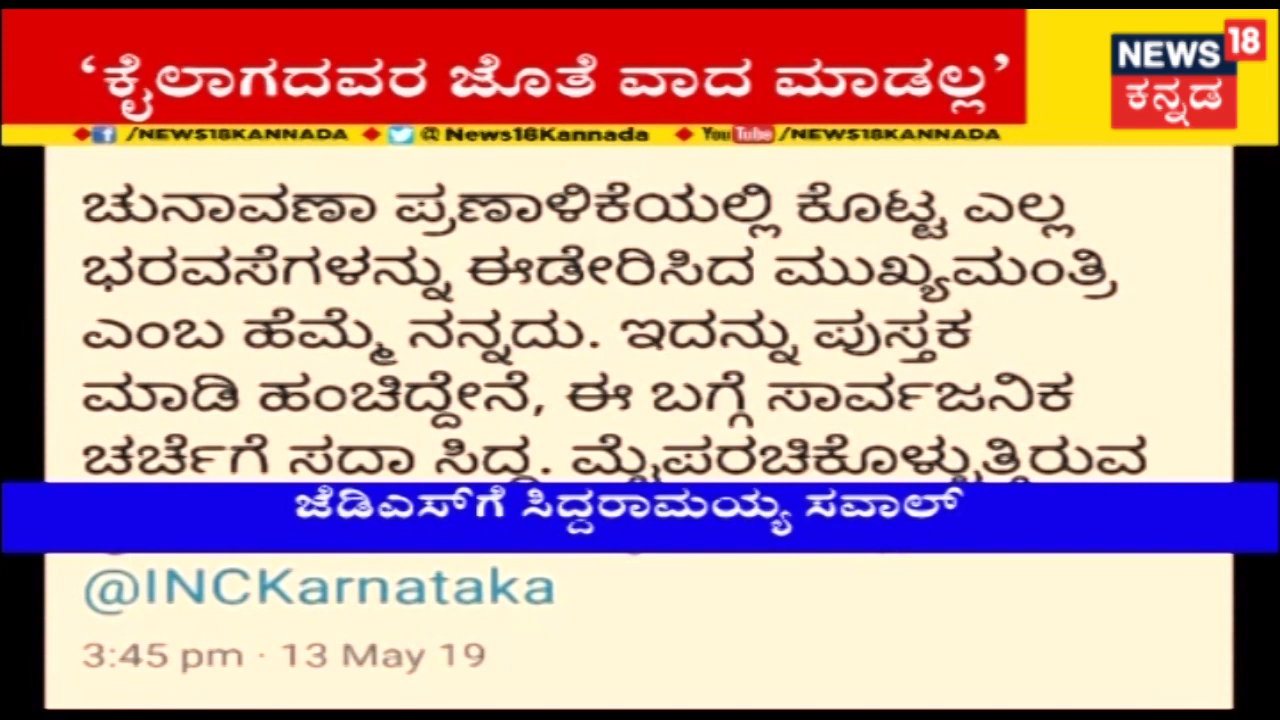 ‘ಕೈಲಾಗದವರ ಜೊತೆ ವಾದ ಮಾಡಲ್ಲ’
NEWS 18
ಕನ್ನಡ
/NEWS18KANNADA @News18Kannada YouTube /NEWS18KANNADA
ಚುನಾವಣಾ ಪ್ರಣಾಳಿಕೆಯಲ್ಲಿ ಕೊಟ್ಟ ಎಲ್ಲ
ಭರವಸೆಗಳನ್ನು ಈಡೇರಿಸಿದ ಮುಖ್ಯಮಂತ್ರಿ
ಎಂಬ ಹೆಮ್ಮೆ ನನ್ನದು. ಇದನ್ನು ಪುಸ್ತಕ
ಮಾಡಿ ಹಂಚಿದ್ದೇನೆ, ಈ ಬಗ್ಗೆ ಸಾರ್ವಜನಿಕ
ಚರ್ಚೆಗೆ ಸದಾ ಸಿದ್ಧ. ಮೈಪರಚಿಕೊಳ್ಳುತ್ತಿರುವ
ಜೆಡಿಎಸ್‌ಗೆ ಸಿದ್ದರಾಮಯ್ಯ ಸವಾಲ್
@INCKarnataka
3:45 pm · 13 May 19